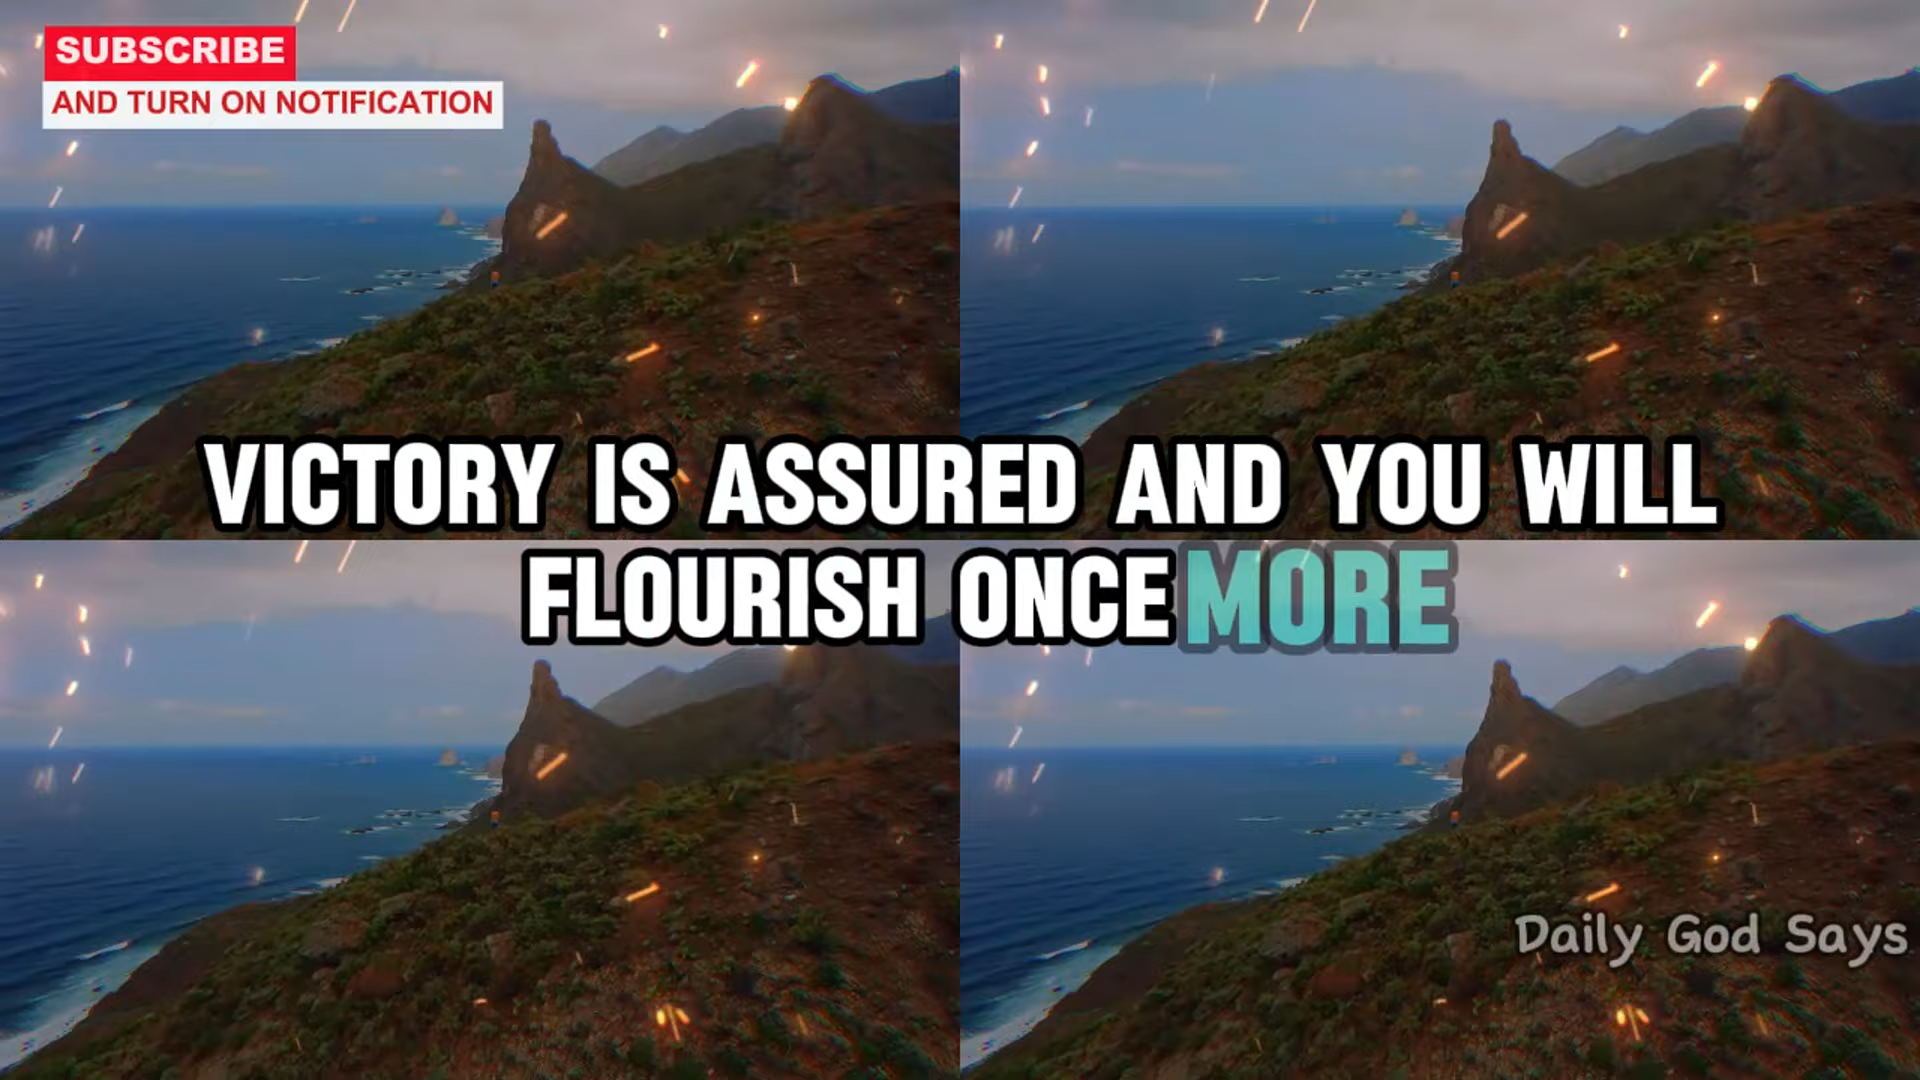 SUBSCRIBE
AND TURN ON NOTIFICATION
VICTORY IS ASSURED AND YOU WILL
FLOURISH ONCE MORE
Daily God Says